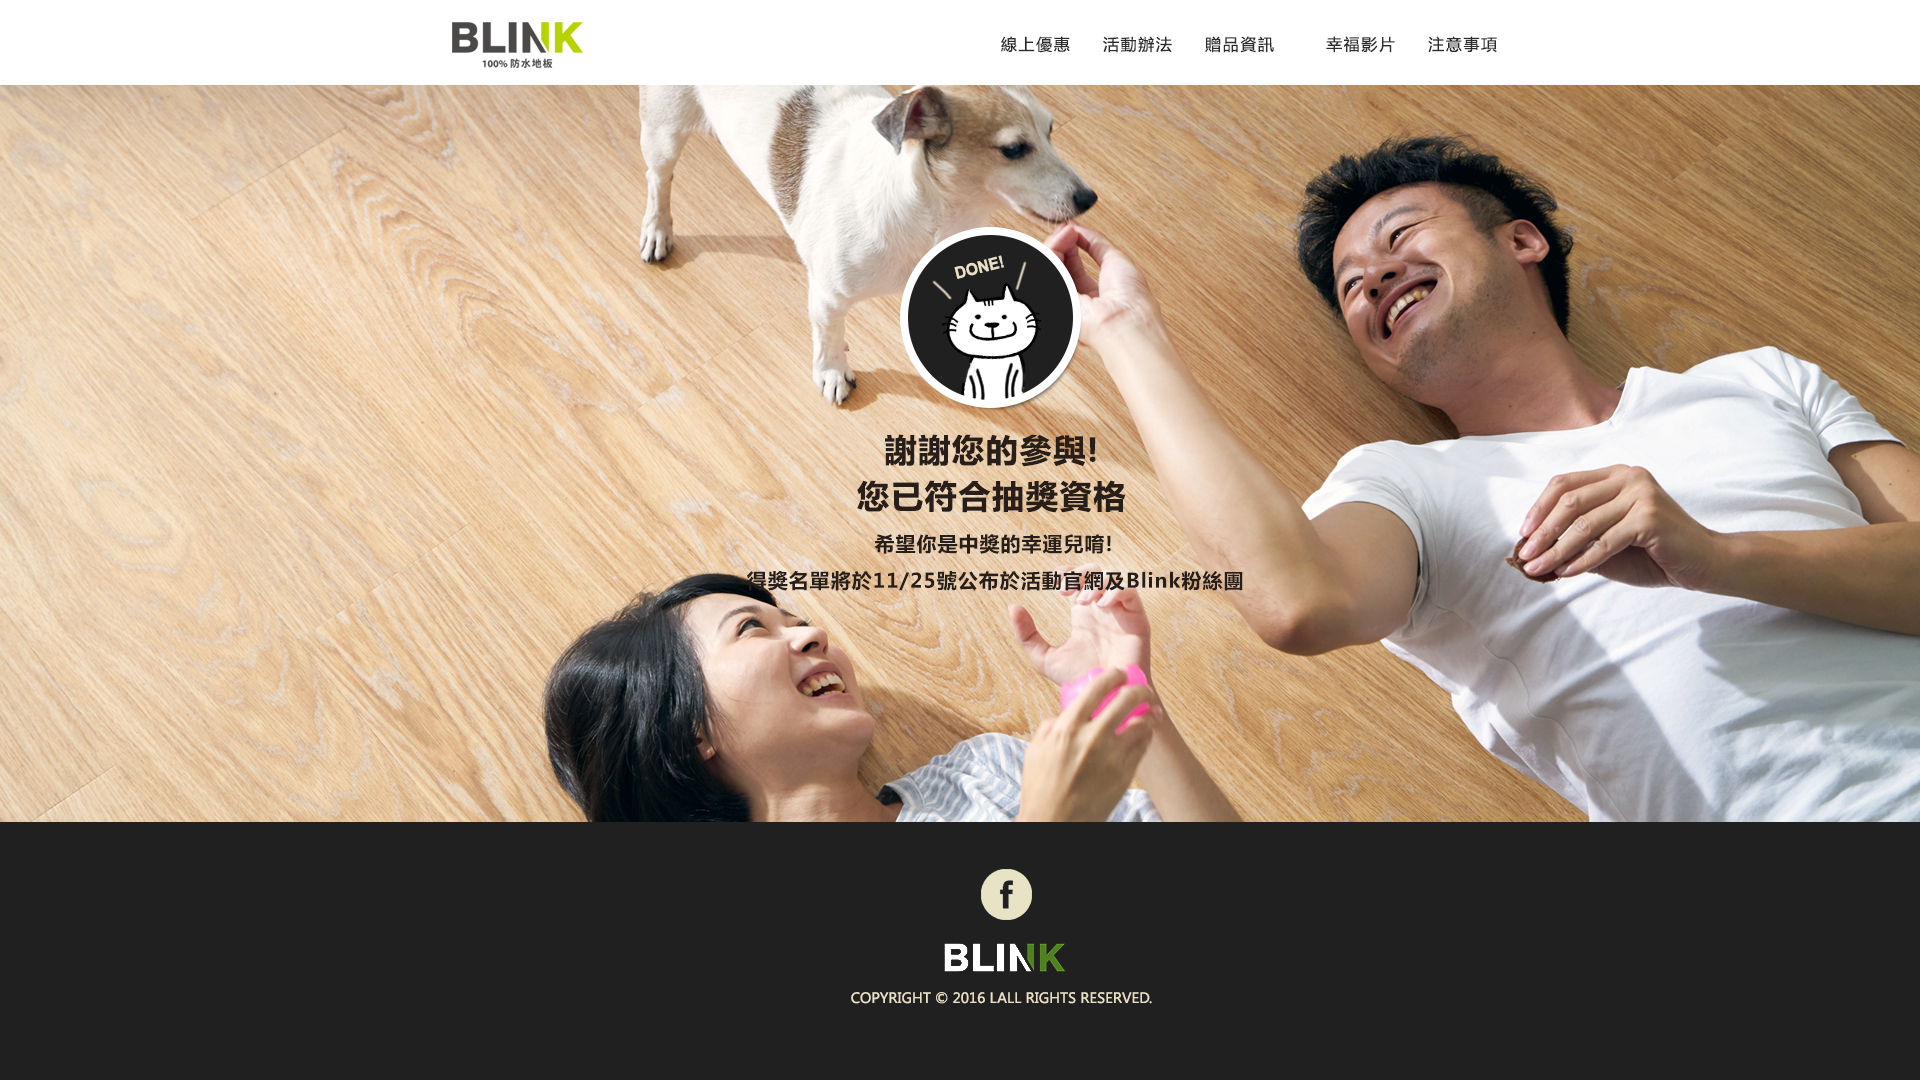 BLINK
100% 防水地板
線上優惠 活動辦法 贈品資訊 幸福影片 注意事項
DONE!
謝謝您的參與!
您已符合抽獎資格
希望你是中獎的幸運兒唷!
得獎名單將於11/25號公布於活動官網及Blink粉絲團
f
BLINK
COPYRIGHT © 2016 LALL RIGHTS RESERVED.